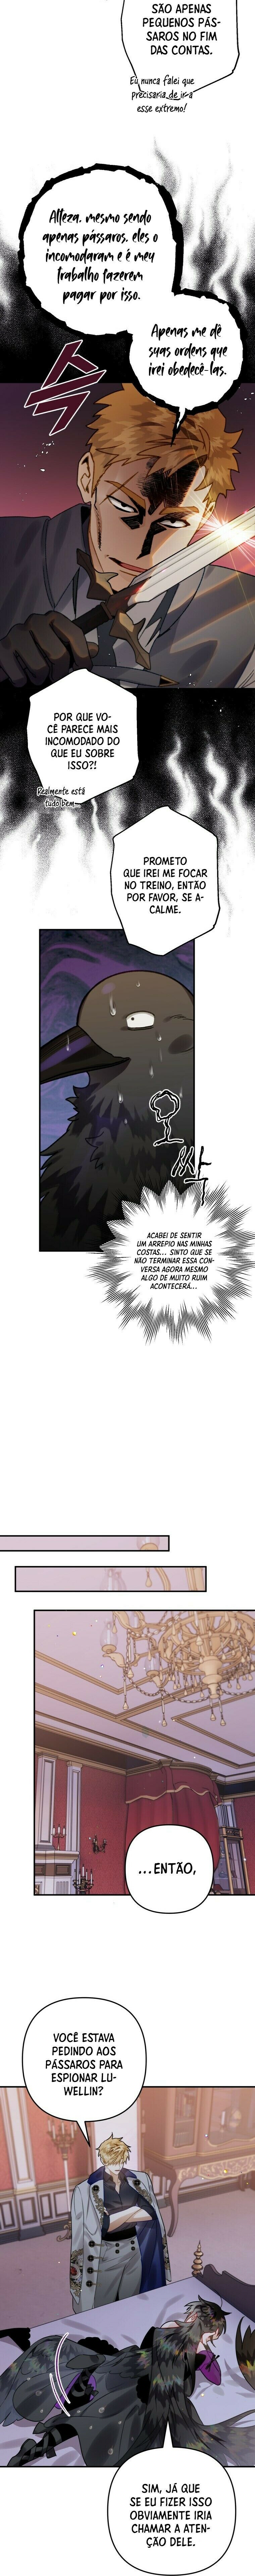 SÃO APENAS
PEQUENOS PÁS-
SAROS NO FIM
DAS CONTAS.
Eu nunca falei que
precisaria de ir a
esse extremo!
Alteza, mesmo sendo
apenas pássaros, eles o
incomodaram e é meu
trabalho fazerem
pagar por isso.
Apenas me dê
suas ordens que
irei obedecê-las.
POR QUE VO-
CÊ PARECE MAIS
INCOMODADO DO
QUE EU SOBRE
ISSO?!
Realmente está
tudo bem
PROMETO
QUE IREI ME FOCAR
NO TREINO, ENTÃO
POR FAVOR, SE A-
CALME.
ACABEI DE SENTIR
UM ARREPIO NAS MINHAS
COSTAS... SINTO QUE SE
NÃO TERMINAR ESSA CON-
VERSA AGORA MESMO
ALGO DE MUITO RUIM
ACONTECERÁ...
...ENTÃO,
VOCÊ ESTAVA
PEDINDO AOS
PÁSSAROS PARA
ESPIONAR LU-
WELLIN?
SIM, JÁ QUE
SE EU FIZER ISSO
OBVIAMENTE IRIA
CHAMAR A ATEN-
ÇÃO DELE.